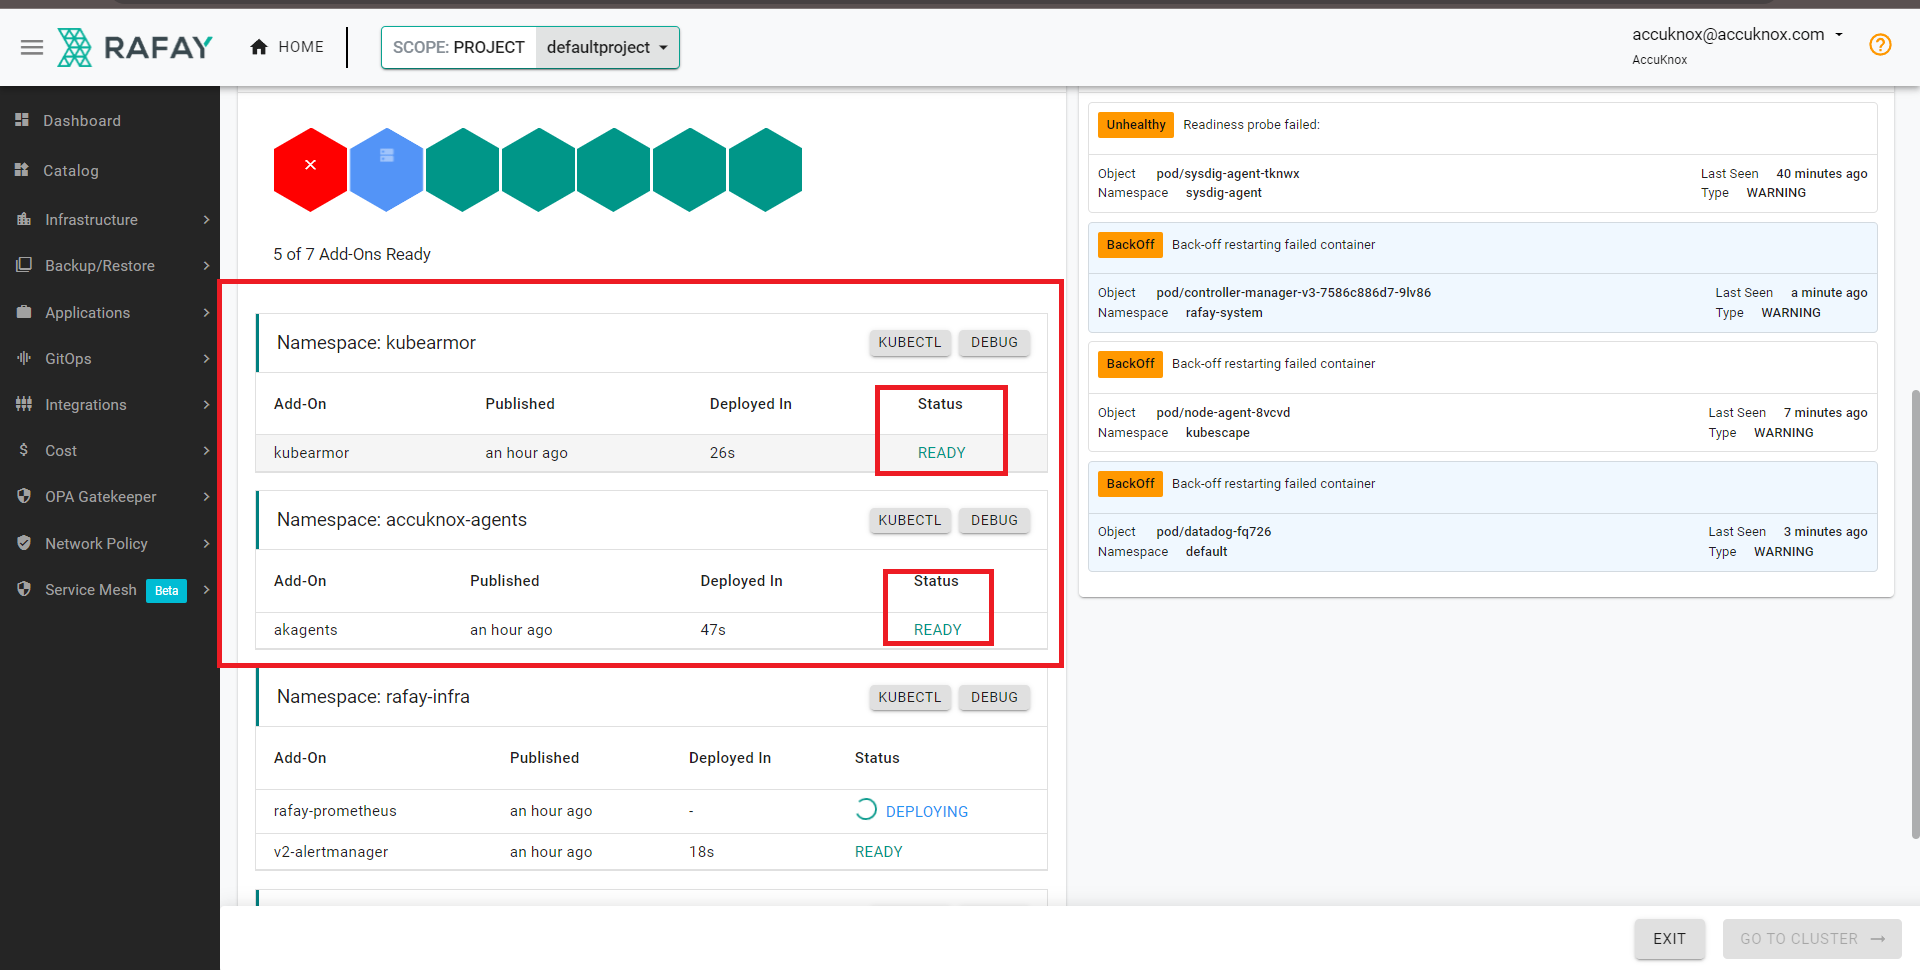 RAFAY
HOME
SCOPE: PROJECT defaultproject
accuknox@accuknox.com
AccuKnox
Dashboard
Catalog
Infrastructure
Backup/Restore
Applications
GitOps
Integrations
Cost
OPA Gatekeeper
Network Policy
Service Mesh Beta
5 of 7 Add-Ons Ready
Namespace: kubearmor KUBECTL DEBUG
Add-On Published Deployed In Status
kubearmor an hour ago 26s READY
Namespace: accuknox-agents KUBECTL DEBUG
Add-On Published Deployed In Status
akagents an hour ago 47s READY
Namespace: rafay-infra KUBECTL DEBUG
Add-On Published Deployed In Status
rafay-prometheus an hour ago - DEPLOYING
v2-alertmanager an hour ago 18s READY
Unhealthy Readiness probe failed:
Object pod/sysdig-agent-tknwx Last Seen 40 minutes ago
Namespace sysdig-agent Type WARNING
BackOff Back-off restarting failed container
Object pod/controller-manager-v3-7586c886d7-9lv86 Last Seen a minute ago
Namespace rafay-system Type WARNING
BackOff Back-off restarting failed container
Object pod/node-agent-8vcvd Last Seen 7 minutes ago
Namespace kubescape Type WARNING
BackOff Back-off restarting failed container
Object pod/datadog-fq726 Last Seen 3 minutes ago
Namespace default Type WARNING
EXIT GO TO CLUSTER